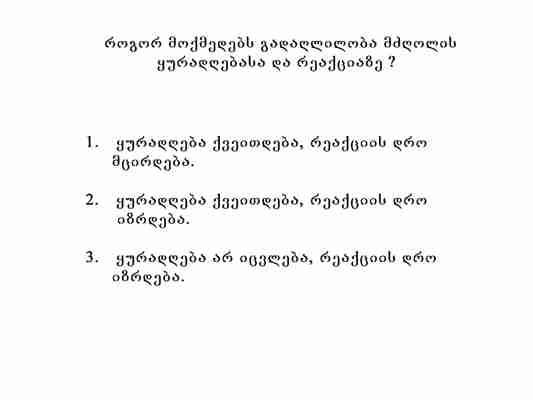 როგორ მოქმედებს გადაღლილობა მძღოლის
ყურადღებასა და რეაქციაზე ?
1. ყურადღება ქვეითდება, რეაქციის დრო
მცირდება.
2. ყურადღება ქვეითდება, რეაქციის დრო
იზრდება.
3. ყურადღება არ იცვლება, რეაქციის დრო
იზრდება.